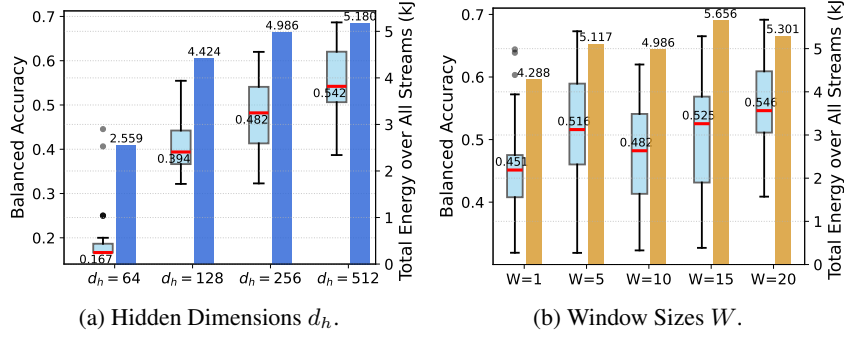 0.7
0.6
0.5
0.4
0.3
0.2
Balanced Accuracy
0.167
0.394
0.482
0.542
2.559
4.424
4.986
5.180
5
4
3
2
1
0
Total Energy over All Streams (kJ
d_h = 64
d_h = 128
d_h = 256
d_h = 512
(a) Hidden Dimensions d_h.
0.7
0.6
0.5
0.4
Balanced Accuracy
0.451
0.516
0.482
0.525
0.546
4.288
5.117
4.986
5.656
5.301
5
4
3
2
1
0
Total Energy over All Streams (kJ
W=1
W=5
W=10
W=15
W=20
(b) Window Sizes W.